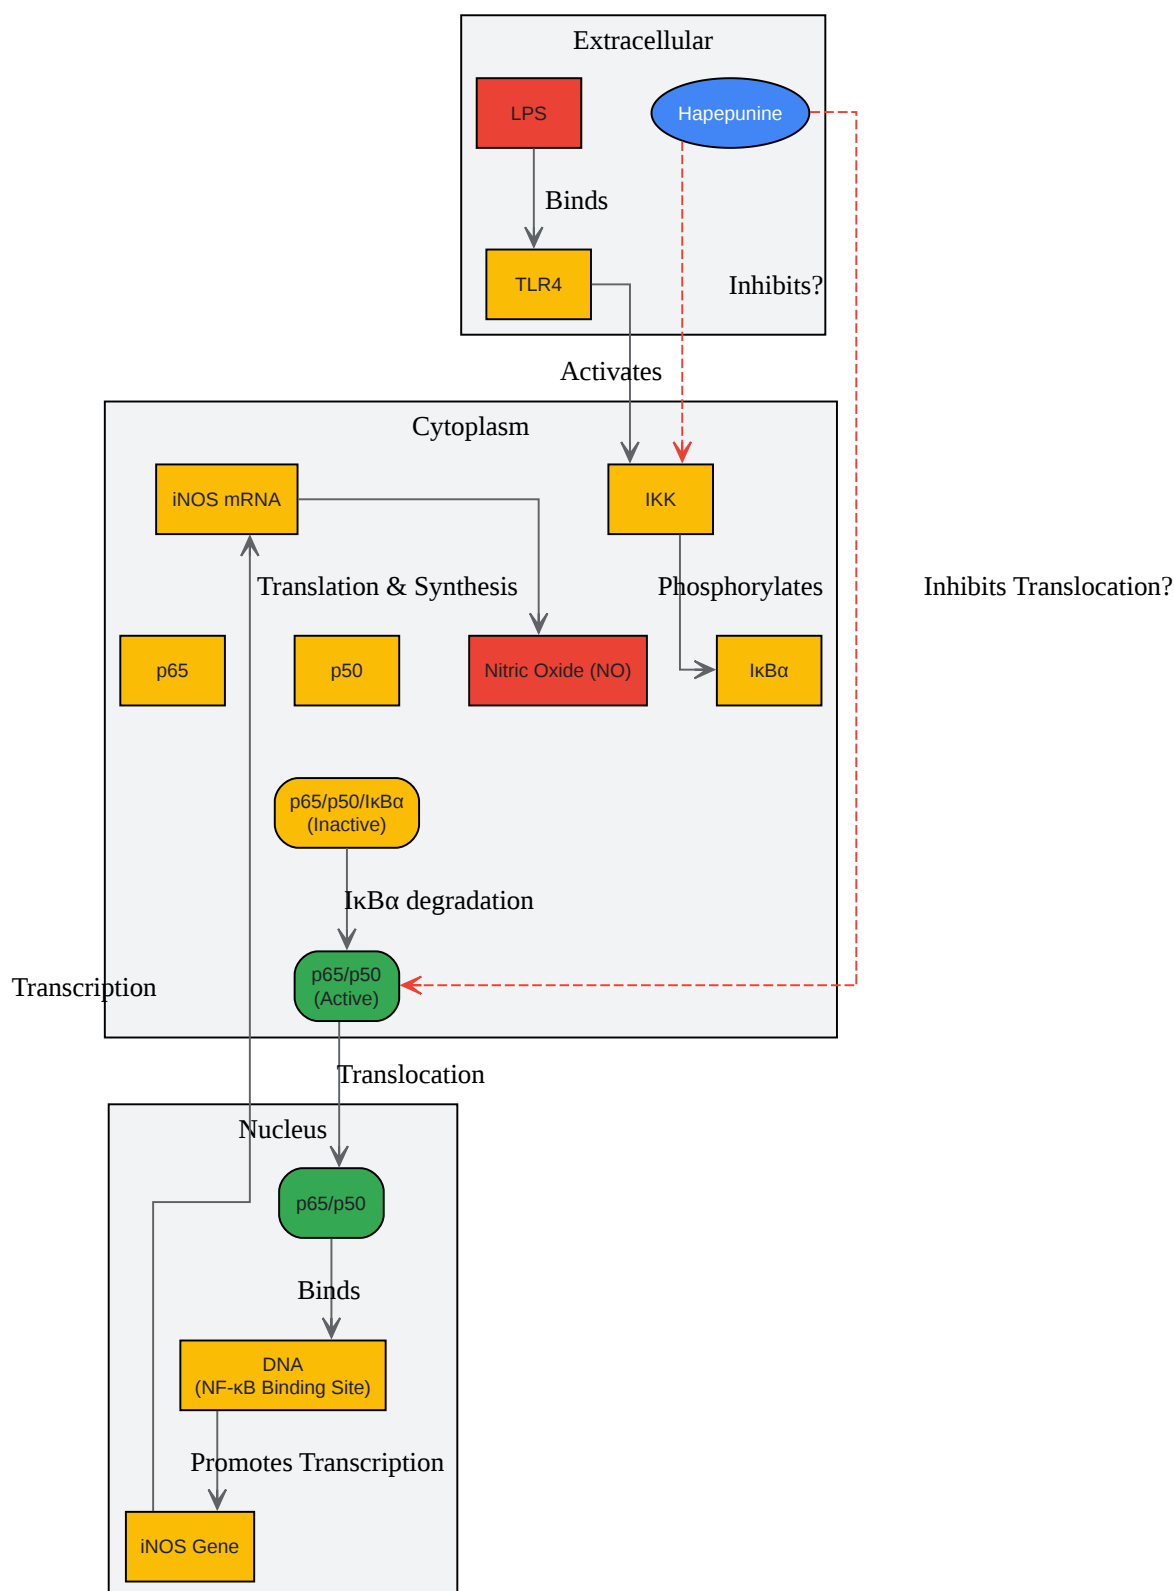 Extracellular
LPS
Hapepunine
Binds
TLR4
Inhibits?
Activates
Cytoplasm
iNOS mRNA
IKK
Translation & Synthesis
Phosphorylates
Inhibits Translocation?
p65
p50
Nitric Oxide (NO)
IκBα
p65/p50/IκBα
(Inactive)
IκBα degradation
p65/p50
(Active)
Transcription
Translocation
Nucleus
p65/p50
Binds
DNA
(NF-κB Binding Site)
Promotes Transcription
iNOS Gene